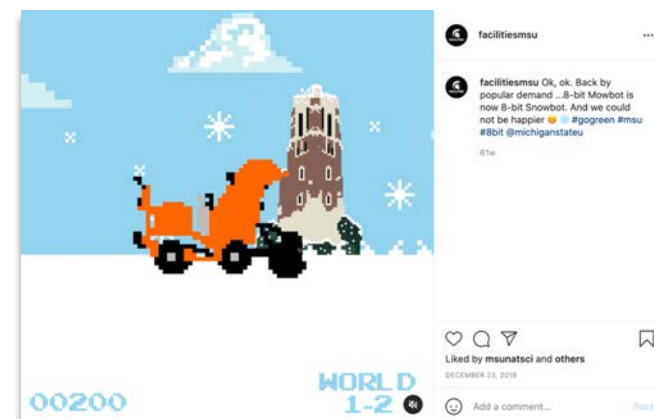 facilitiesmsu
facilitiesmsu Ok, ok. Back by
popular demand ...8-bit Mowbot is
now 8-bit Snowbot. And we could
not be happier 😊 ❄️ #gogreen #msu
#8bit @michiganstateu
61w
00200
WORLD
1-2
Liked by msunatsci and others
DECEMBER 23, 2019
Add a comment...
Post